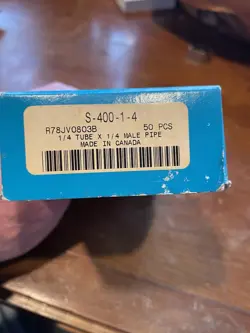 S-400-1-4
R78JV0803B 50 PCS
1/4 TUBE X 1/4 MALE PIPE
MADE IN CANADA